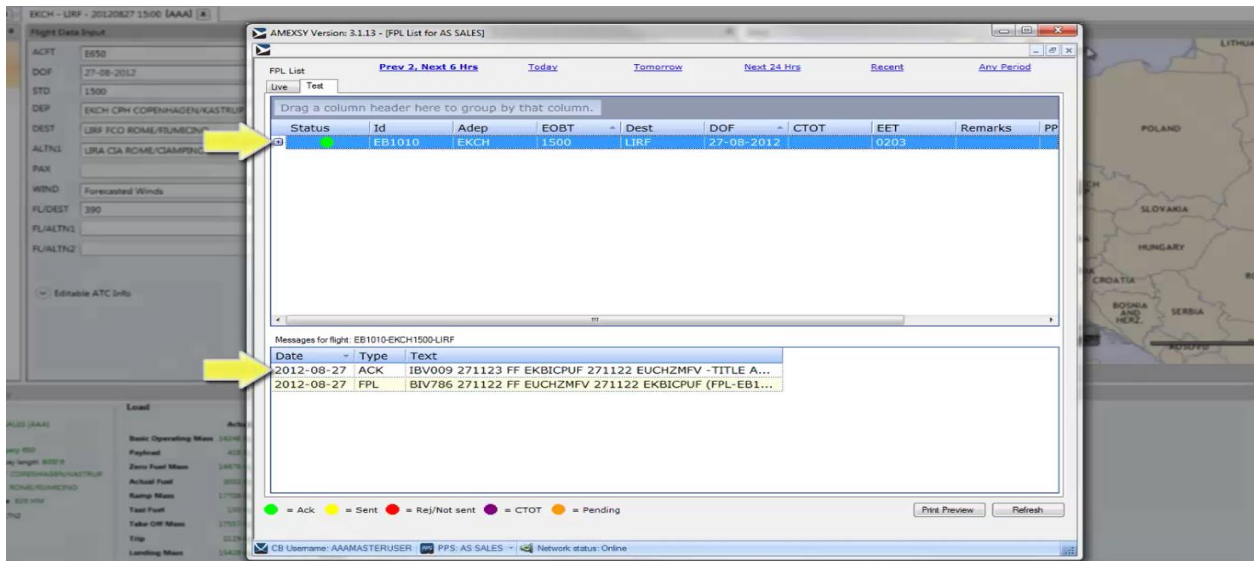 EKCH - LIRF - 20120827 15:00 [AAA]
Flight Data Input
ACFT E650
DOF 27-08-2012
STD 1500
DEP EKCH CPH COPENHAGEN/KASTRUP
DEST LIRF FCO ROME/FIUMICINO
ALTN1 LIRA CIA ROME/CIAMPINO
PAX
WIND Forecasted Winds
FL/DEST 390
FL/ALTN1
FL/ALTN2
Editable ATC Info
AMEXSY Version: 3.1.13 - [FPL List for AS SALES]
FPL List Prev 2, Next 6 Hrs Today Tomorrow Next 24 Hrs Recent Any Period
Live Test
Drag a column header here to group by that column.
Status Id Adep EOBT Dest DOF CTOT EET Remarks PP
EB1010 EKCH 1500 LIRF 27-08-2012 0203
Messages for flight: EB1010-EKCH1500-LIRF
Date Type Text
2012-08-27 ACK IBV009 271123 FF EKBICPUF 271122 EUCHZMFV -TITLE A...
2012-08-27 FPL BIV786 271122 FF EUCHZMFV 271122 EKBICPUF (FPL-EB1...
= Ack = Sent = Rej/Not sent = CTOT = Pending
Print Preview Refresh
CB Username: AAAMASTERUSER PPS: AS SALES Network status: Online
Load
Basic Operating Mass
Payload
Zero Fuel Mass
Actual Fuel
Ramp Mass
Taxi Fuel
Take Off Mass
Trip
Landing Mass
LITHUA
POLAND
SLOVAKIA
HUNGARY
CROATIA
BOSNIA
AND
HERZ.
SERBIA
KOSOVO